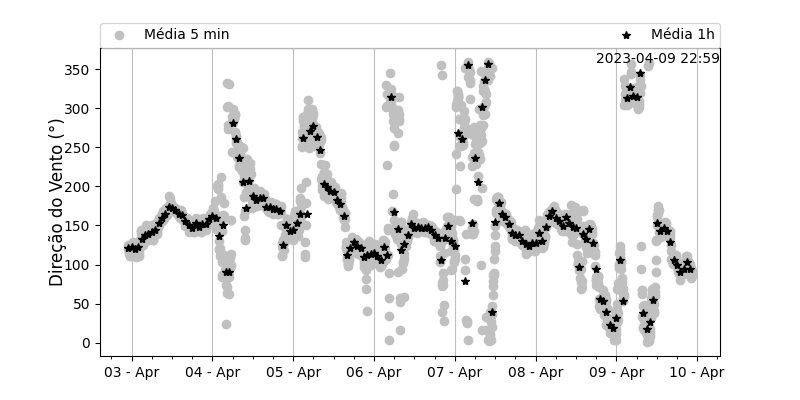 Média 5 min
Média 1h
2023-04-09 22:59
Direção do Vento (°)
350
300
250
200
150
100
50
0
03 - Apr
04 - Apr
05 - Apr
06 - Apr
07 - Apr
08 - Apr
09 - Apr
10 - Apr